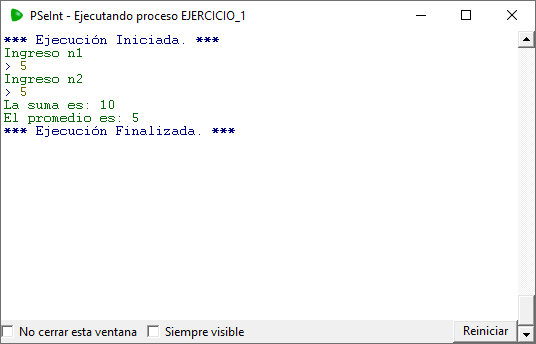 PSeInt - Ejecutando proceso EJERCICIO_1
*** Ejecución Iniciada. ***
Ingreso n1
> 5
Ingreso n2
> 5
La suma es: 10
El promedio es: 5
*** Ejecución Finalizada. ***
No cerrar esta ventana Siempre visible Reiniciar